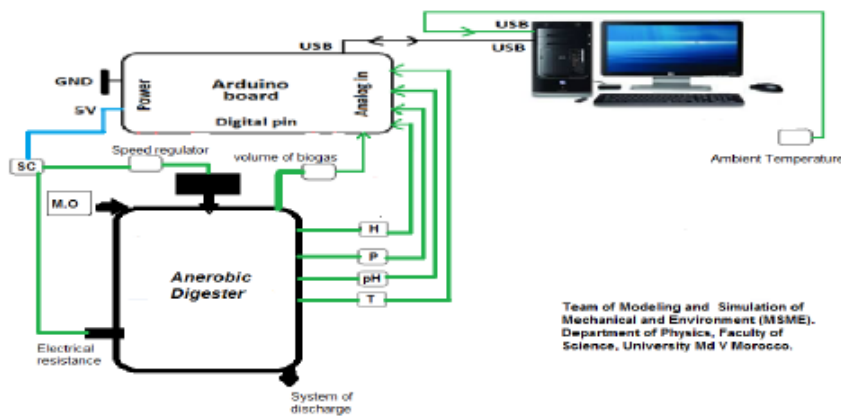 USB
USB
USB
GND
Power
Arduino
board
Analog in
5V
Digital pin
Speed regulator
volume of biogas
Ambient Temperature
SC
M.O
H
P
pH
T
Anerobic
Digester
Team of Modeling and Simulation of
Mechanical and Environment (MSME).
Department of Physics, Faculty of
Science, University Md V Morocco.
Electrical
resistance
System of
discharge